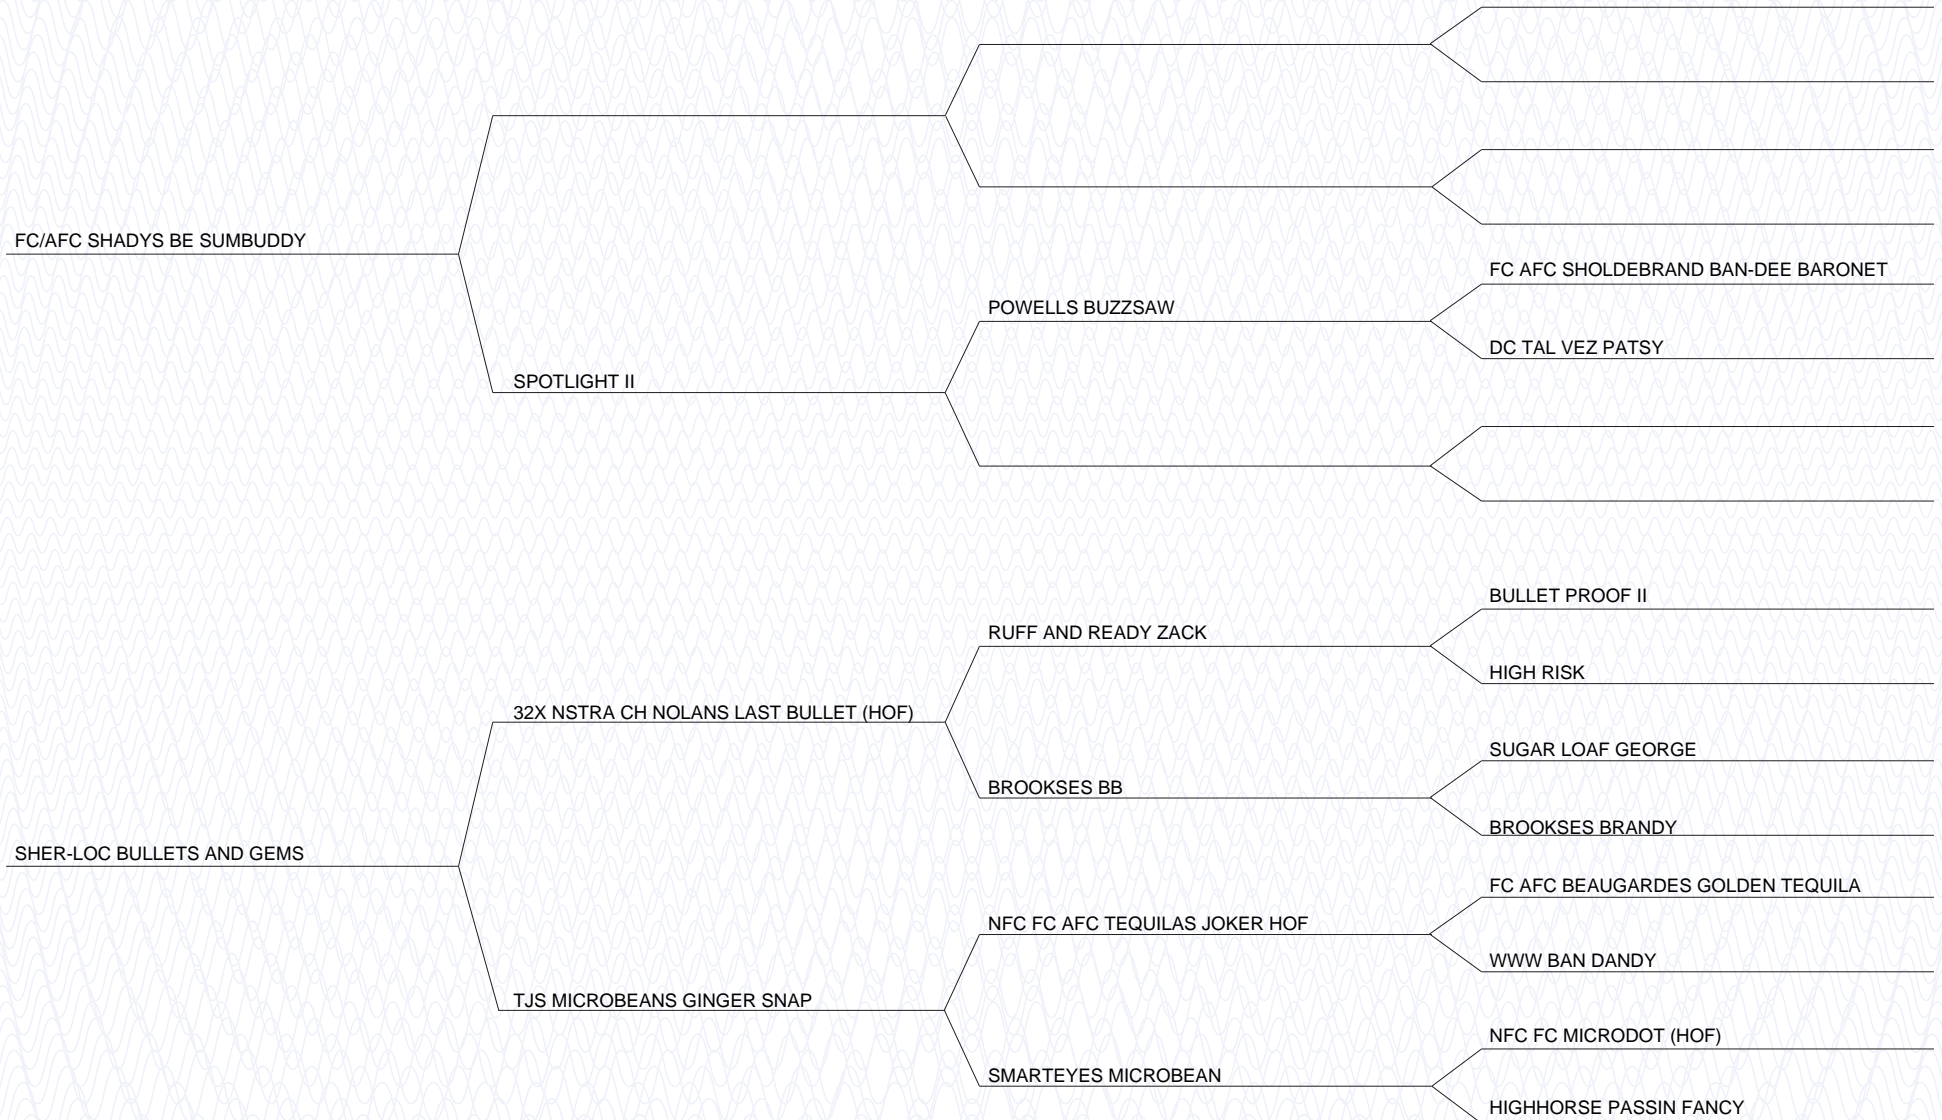 FC/AFC SHADYS BE SUMBUDDY
SPOTLIGHT II
POWELLS BUZZSAW
FC AFC SHOLDEBRAND BAN-DEE BARONET
DC TAL VEZ PATSY
SHER-LOC BULLETS AND GEMS
32X NSTRA CH NOLANS LAST BULLET (HOF)
RUFF AND READY ZACK
BULLET PROOF II
HIGH RISK
BROOKSES BB
SUGAR LOAF GEORGE
BROOKSES BRANDY
TJS MICROBEANS GINGER SNAP
NFC FC AFC TEQUILAS JOKER HOF
FC AFC BEAUGARDES GOLDEN TEQUILA
WWW BAN DANDY
SMARTEYES MICROBEAN
NFC FC MICRODOT (HOF)
HIGHHORSE PASSIN FANCY